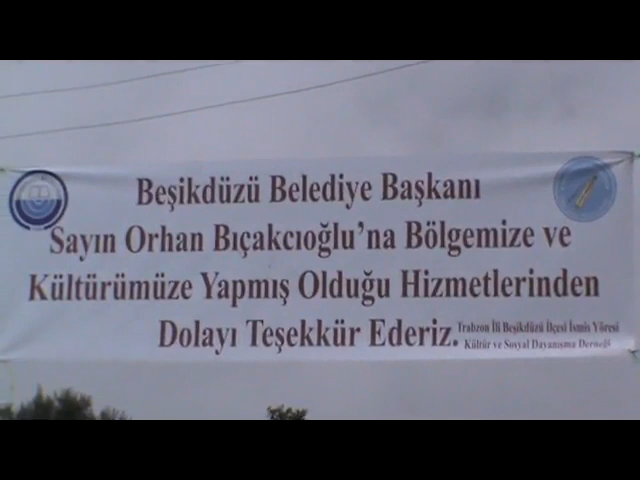 Beşikdüzü Belediye Başkanı
Sayın Orhan Bıçakcıoğlu'na Bölgemize ve
Kültürümüze Yapmış Olduğu Hizmetlerinden
Dolayı Teşekkür Ederiz.
Trabzon İli Beşikdüzü İlçesi İsmis Yöresi
Kültür ve Sosyal Dayanışma Derneği